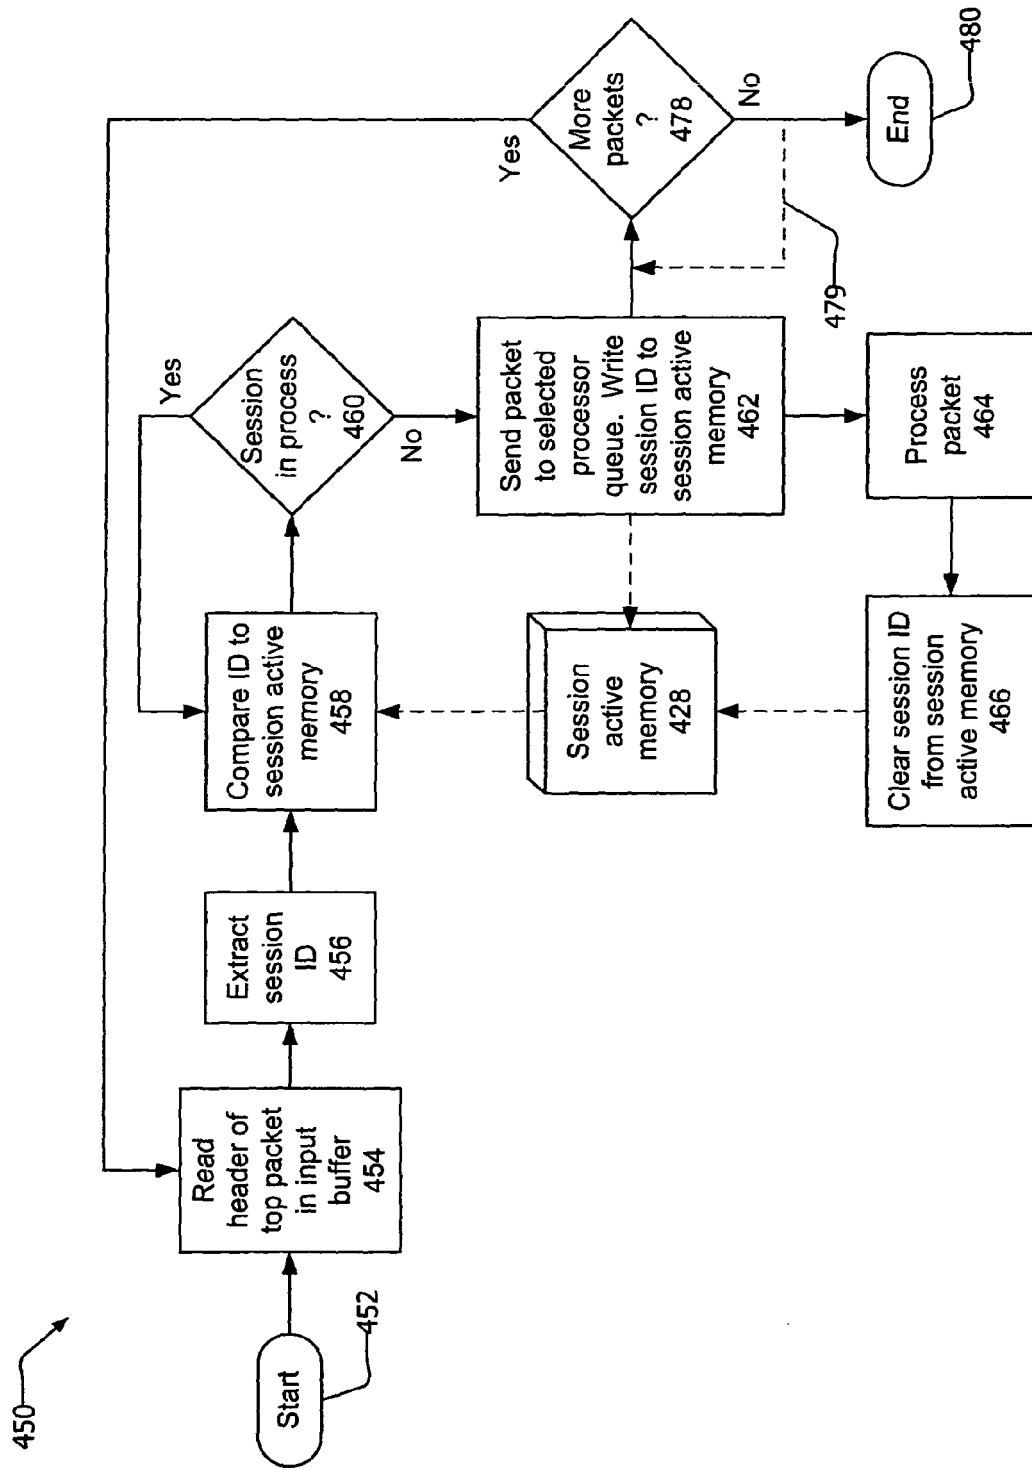 450
Start
452
Read
header of
top packet
in input
buffer
454
Extract
session
ID
456
Compare ID to
session active
memory
458
Session
in process
?
460
Yes
No
Send packet
to selected
processor
queue. Write
session ID to
session active
memory
462
Session
active
memory
428
Process
packet
464
Clear session ID
from session
active memory
466
More
packets
?
478
Yes
No
479
End
480